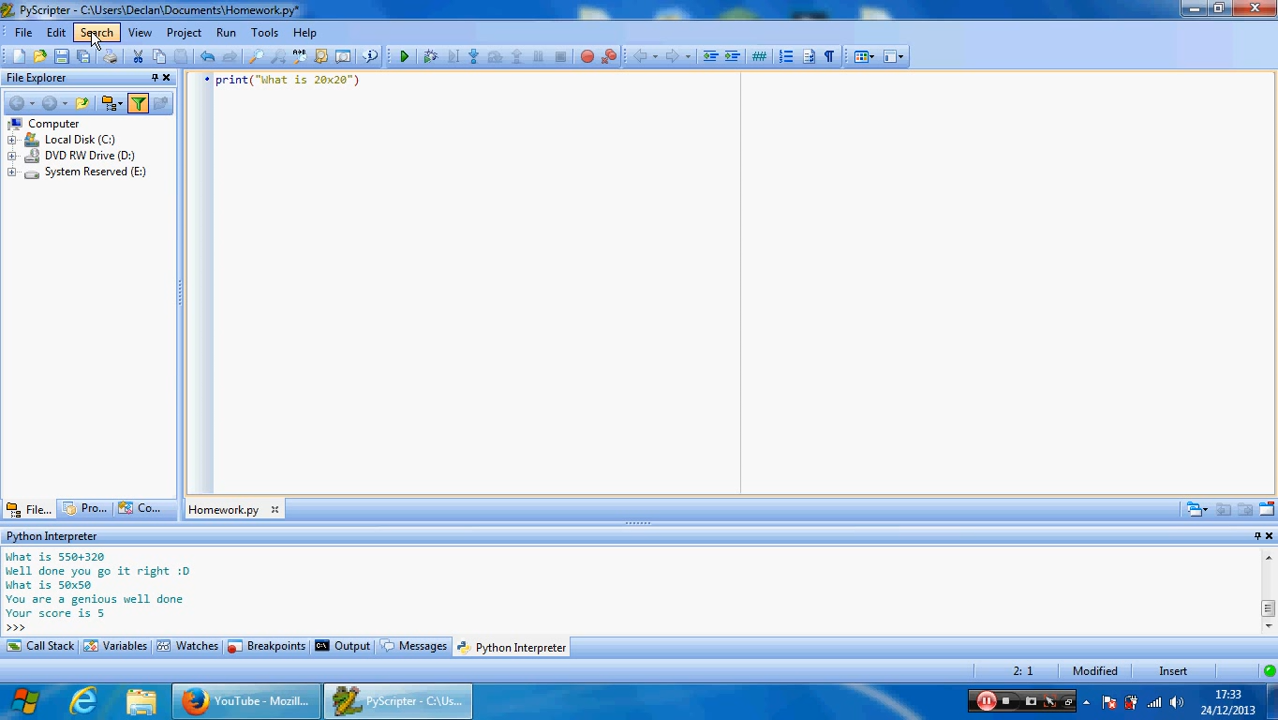 PyScripter - C:\Users\Declan\Documents\Homework.py*
File Edit Search View Project Run Tools Help
File Explorer
print("What is 20x20")
Computer
Local Disk (C:)
DVD RW Drive (D:)
System Reserved (E:)
File... Pro... Co...
Homework.py
Python Interpreter
What is 550+320
Well done you go it right :D
What is 50x50
You are a genious well done
Your score is 5
>>>
Call Stack Variables Watches Breakpoints Output Messages Python Interpreter
2: 1 Modified Insert
YouTube - Mozill... PyScripter - C:\Us... 17:33
24/12/2013